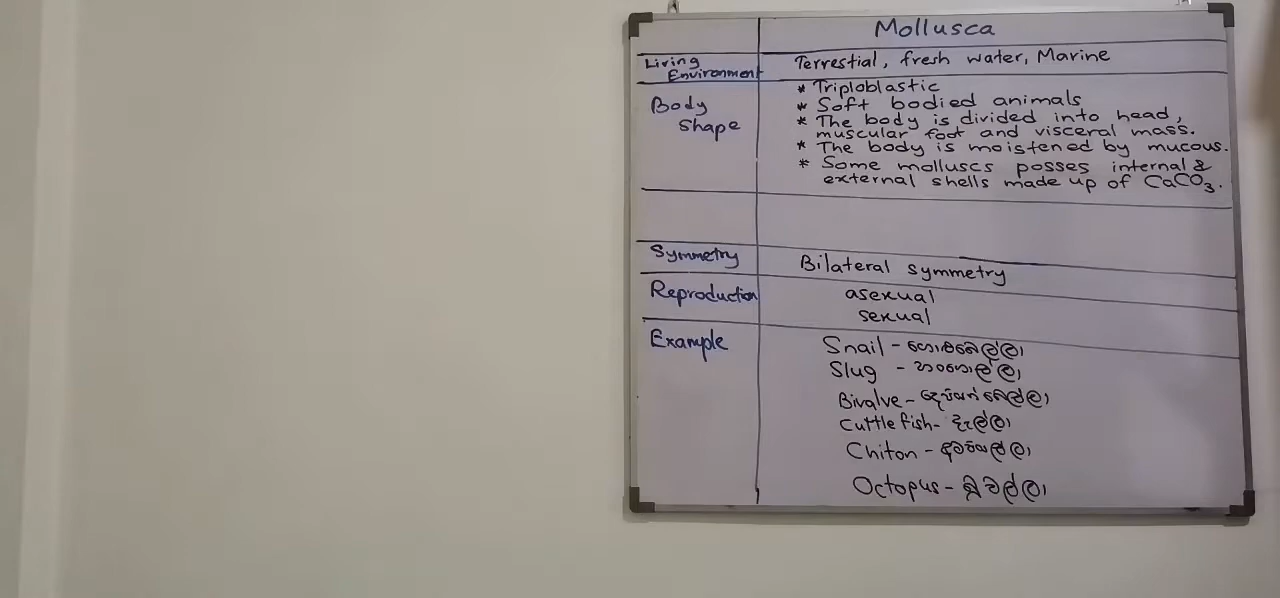 Mollusca
Living Environment
Terrestial, fresh water, Marine
Body shape
* Triploblastic
* Soft bodied animals
* The body is divided into head,
muscular foot and visceral mass.
* The body is moistened by mucous.
* Some molluscs posses internal &
external shells made up of CaCO3.
Symmetry
Bilateral symmetry
Reproduction
asexual
sexual
Example
Snail - ගොළුබෙල්ලා
Slug - හංගොල්ලා
Bivalve -
Cuttle fish - දැල්ලා
Chiton -
Octopus - බූවල්ලා